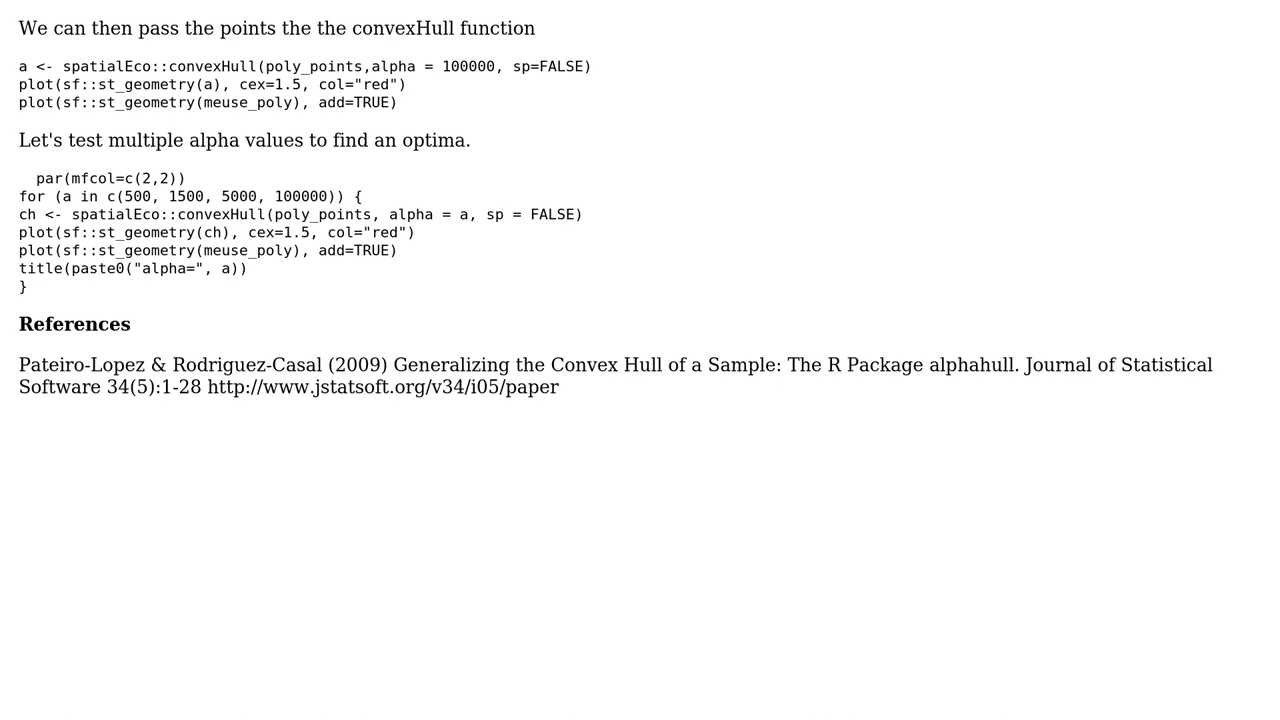 We can then pass the points the the convexHull function
a <- spatialEco::convexHull(poly_points,alpha = 100000, sp=FALSE)
plot(sf::st_geometry(a), cex=1.5, col="red")
plot(sf::st_geometry(meuse_poly), add=TRUE)
Let's test multiple alpha values to find an optima.
par(mfcol=c(2,2))
for (a in c(500, 1500, 5000, 100000)) {
ch <- spatialEco::convexHull(poly_points, alpha = a, sp = FALSE)
plot(sf::st_geometry(ch), cex=1.5, col="red")
plot(sf::st_geometry(meuse_poly), add=TRUE)
title(paste0("alpha=", a))
}
References
Pateiro-Lopez & Rodriguez-Casal (2009) Generalizing the Convex Hull of a Sample: The R Package alphahull. Journal of Statistical
Software 34(5):1-28 http://www.jstatsoft.org/v34/i05/paper